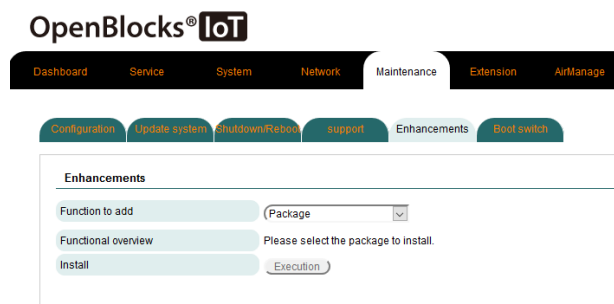 OpenBlocks® IoT
Dashboard Service System Network Maintenance Extension AirManage
Configuration Update system Shutdown/Reboot support Enhancements Boot switch
Enhancements
Function to add Package
Functional overview Please select the package to install.
Install Execution